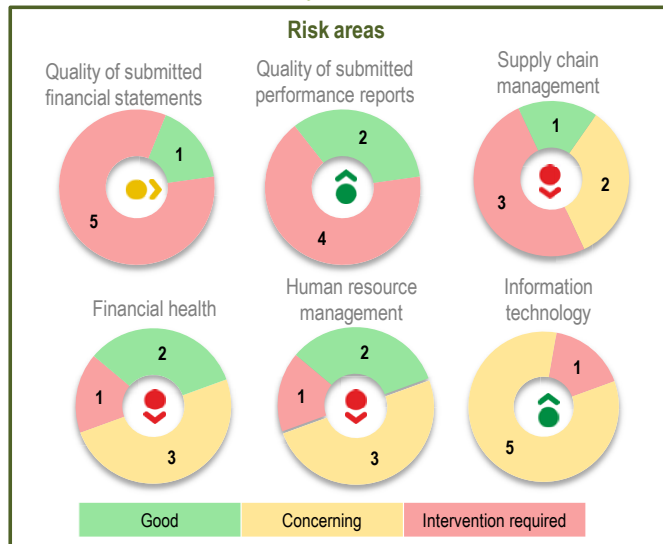 Risk areas
Quality of submitted
financial statements
1
5
Quality of submitted
performance reports
2
4
Supply chain
management
1
2
3
Financial health
2
1
3
Human resource
management
2
1
3
Information
technology
1
5
Good
Concerning
Intervention required